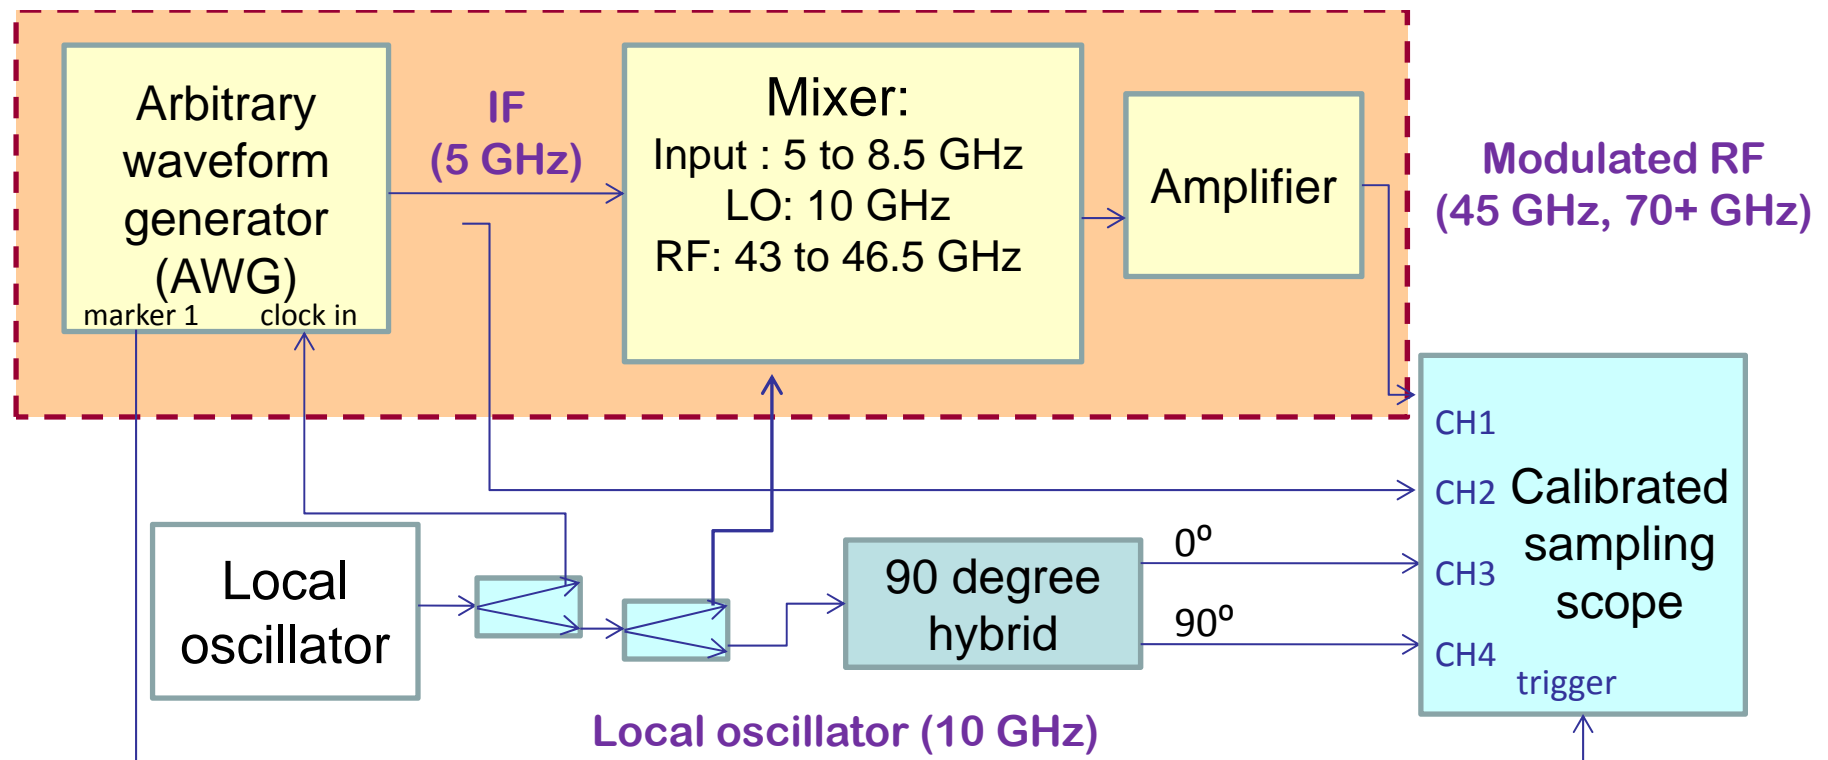 Arbitrary
waveform
generator
(AWG)
marker 1
clock in
IF
(5 GHz)
Mixer:
Input : 5 to 8.5 GHz
LO: 10 GHz
RF: 43 to 46.5 GHz
Amplifier
Modulated RF
(45 GHz, 70+ GHz)
CH1
CH2
CH3
CH4
Calibrated
sampling
scope
trigger
Local
oscillator
90 degree
hybrid
0º
90º
Local oscillator (10 GHz)